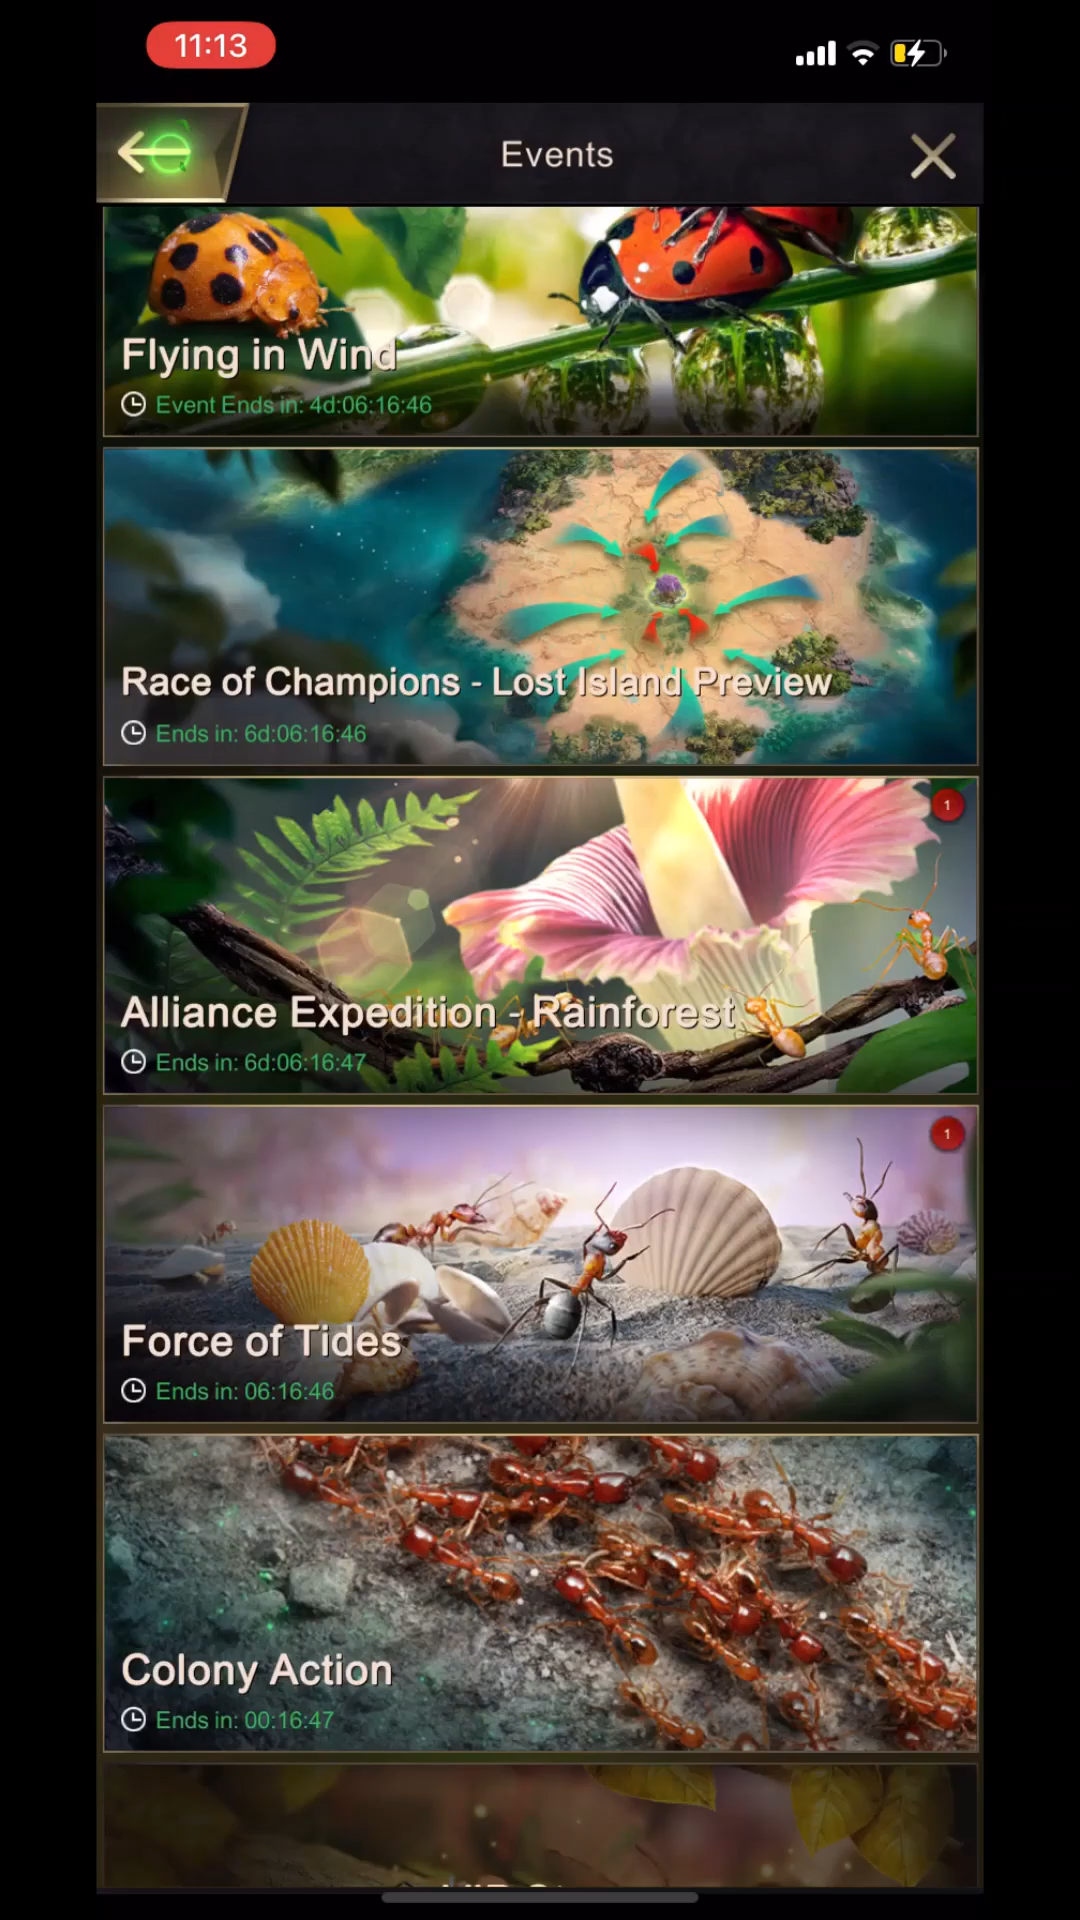 11:13
Events
Flying in Wind
Event Ends in: 4d:06:16:46
Race of Champions - Lost Island Preview
Ends in: 6d:06:16:46
1
Alliance Expedition - Rainforest
Ends in: 6d:06:16:47
1
Force of Tides
Ends in: 06:16:46
Colony Action
Ends in: 00:16:47